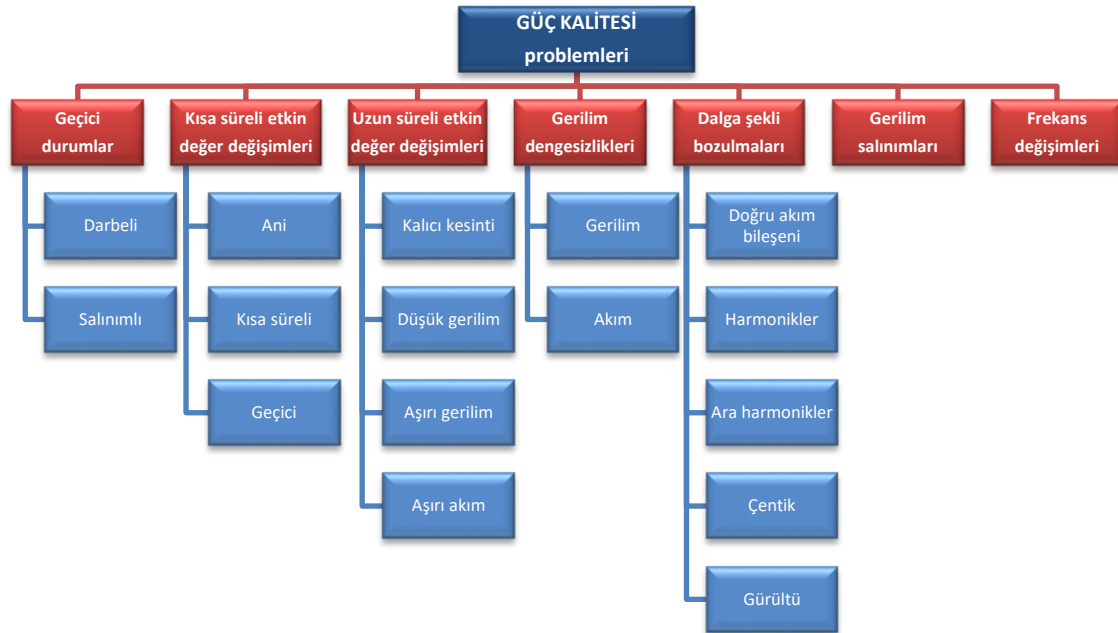 GÜÇ KALİTESİ
problemleri
Geçici
durumlar
Darbeli
Salınımlı
Kısa süreli etkin
değer değişimleri
Ani
Kısa süreli
Geçici
Uzun süreli etkin
değer değişimleri
Kalıcı kesinti
Düşük gerilim
Aşırı gerilim
Aşırı akım
Gerilim
dengesizlikleri
Gerilim
Akım
Dalga şekli
bozulmaları
Doğru akım
bileşeni
Harmonikler
Ara harmonikler
Çentik
Gürültü
Gerilim
salınımları
Frekans
değişimleri